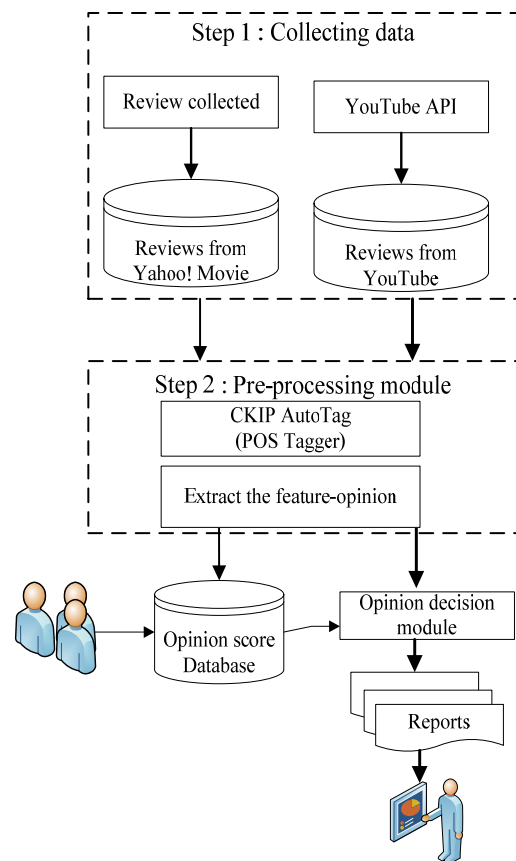 Step 1 : Collecting data
Review collected
YouTube API
Reviews from
Yahoo! Movie
Reviews from
YouTube
Step 2 : Pre-processing module
CKIP AutoTag
(POS Tagger)
Extract the feature-opinion
Opinion score
Database
Opinion decision
module
Reports